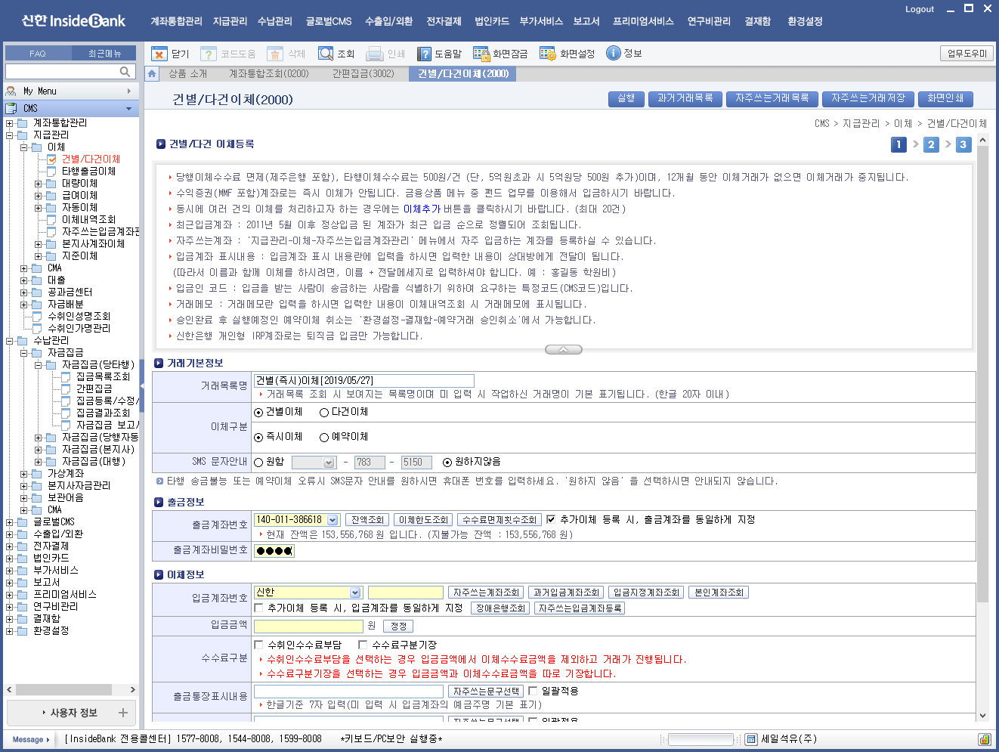 Logout
신한 InsideBank
계좌통합관리 지급관리 수납관리 글로벌CMS 수출입/외환 전자결제 법인카드 부가서비스 보고서 프리미엄서비스 연구비관리 결재함 환경설정
FAQ 최근메뉴
닫기 코드도움 삭제 조회 인쇄 도움말 화면잠금 화면설정 정보 업무도우미
상품 소개 계좌통합조회(0200) 간편집금(3002) 건별/다건이체(2000)
My Menu
CMS
계좌통합관리
지급관리
이체
건별/다건이체
타행출금이체
대량이체
급여이체
자동이체
이체내역조회
자주쓰는입금계좌관
본지사계좌이체
지준이체
CMA
대출
공과금센터
자금배분
수취인성명조회
수취인가명관리
수납관리
자금집금
자금집금(당타행)
집금목록조회
간편집금
집금등록/수정/
집금결과조회
자금집금 보고서
자금집금(당행자동
자금집금(본지사)
자금집금(대행)
가상계좌
본지사자금관리
보관어음
CMA
글로벌CMS
수출입/외환
전자결제
법인카드
부가서비스
보고서
프리미엄서비스
연구비관리
결재함
환경설정
사용자 정보
건별/다건이체(2000)
실행 과거거래목록 자주쓰는거래목록 자주쓰는거래저장 화면인쇄
CMS > 지급관리 > 이체 > 건별/다건이체
건별/다건 이체등록
1 > 2 > 3
당행이체수수료 면제(제주은행 포함), 타행이체수수료는 500원/건 (단, 5억원초과 시 5억원당 500원 추가)이며, 12개월 동안 이체거래가 없으면 이체거래가 중지됩니다.
수익증권(MMF 포함)계좌로는 즉시 이체가 안됩니다. 금융상품 메뉴 중 펀드 업무를 이용해서 입금하시기 바랍니다.
동시에 여러 건의 이체를 처리하고자 하는 경우에는 이체추가 버튼을 클릭하시기 바랍니다. (최대 20건)
최근입금계좌 : 2011년 5월 이후 정상입금 된 계좌가 최근 입금 순으로 정렬되어 조회됩니다.
자주쓰는계좌 : '지급관리-이체-자주쓰는입금계좌관리' 메뉴에서 자주 입금하는 계좌를 등록하실 수 있습니다.
입금계좌 표시내용 : 입금계좌 표시 내용란에 입력을 하시면 입력한 내용이 상대방에게 전달이 됩니다.
(따라서 이름과 함께 이체를 하시려면, 이름 + 전달메세지로 입력하셔야 합니다. 예 : 홍길동 학원비)
입금인 코드 : 입금을 받는 사람이 송금하는 사람을 식별하기 위하여 요구하는 특정코드(CMS코드)입니다.
거래메모 : 거래메모란 입력을 하시면 입력한 내용이 이체내역조회 시 거래메모에 표시됩니다.
승인완료 후 실행예정인 예약이체 취소는 '환경설정-결재함-예약거래 승인취소'에서 가능합니다.
신한은행 개인형 IRP계좌로는 퇴직금 입금만 가능합니다.
거래기본정보
거래목록명 건별(즉시)이체[2019/05/27]
거래목록 조회 시 보여지는 목록명이며 미 입력 시 작업하신 거래명이 기본 표기됩니다. (한글 20자 이내)
이체구분 건별이체 다건이체
즉시이체 예약이체
SMS 문자안내 원함 - 783 - 5150 원하지않음
타행 송금불능 또는 예약이체 오류시 SMS문자 안내를 원하시면 휴대폰 번호를 입력하세요. '원하지 않음' 을 선택하시면 안내되지 않습니다.
출금정보
출금계좌번호 140-011-386618 잔액조회 이체한도조회 수수료면제횟수조회 추가이체 등록 시, 출금계좌를 동일하게 지정
현재 잔액은 153,556,768 원 입니다. (지불가능 잔액 : 153,556,768 원)
출금계좌비밀번호 ●●●●
이체정보
입금계좌번호 신한 자주쓰는계좌조회 과거입금계좌조회 입금지정계좌조회 본인계좌조회
추가이체 등록 시, 입금계좌를 동일하게 지정 장애은행조회 자주쓰는입금계좌등록
입금금액 원 정정
수수료구분 수취인수수료부담 수수료구분기장
수취인수수료부담을 선택하는 경우 입금금액에서 이체수수료금액을 제외하고 거래가 진행됩니다.
수수료구분기장을 선택하는 경우 입금금액과 이체수수료금액을 따로 기장합니다.
출금통장표시내용 자주쓰는문구선택 일괄적용
한글기준 7자 입력(미 입력 시 입금계좌의 예금주명 기본 표기)
자주쓰는문구선택 일괄적용
Message [InsideBank 전용콜센터] 1577-8008, 1544-8008, 1599-8008 *키보드/PC보안 실행중* 세일석유(주)